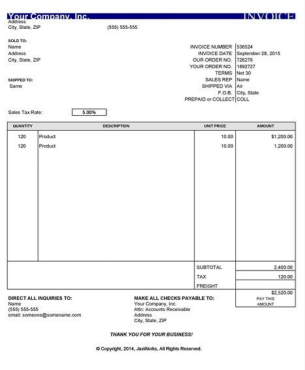 Your Company, Inc. INVOICE
Address
City, State, ZIP (555) 555-555
SOLD TO:
Name INVOICE NUMBER 536524
Address INVOICE DATE September 28, 2015
City, State, ZIP OUR ORDER NO. 726276
YOUR ORDER NO. 1892727
TERMS Net 30
SHIPPED TO: SALES REP Name
Same SHIPPED VIA Air
F.O.B. City, State
PREPAID or COLLECT COLL
Sales Tax Rate: 5.00%
QUANTITY DESCRIPTION UNIT PRICE AMOUNT
120 Product 10.00 $1,200.00
120 Product 10.00 1,200.00
SUBTOTAL 2,400.00
TAX 120.00
FREIGHT
$2,520.00
DIRECT ALL INQUIRIES TO: MAKE ALL CHECKS PAYABLE TO: PAY THIS
Name Your Company, Inc. AMOUNT
(555) 555-555 Attn: Accounts Receivable
email: someone@somename.com Address
City, State, ZIP
THANK YOU FOR YOUR BUSINESS!
© Copyright, 2014, JaxWorks, All Rights Reserved.